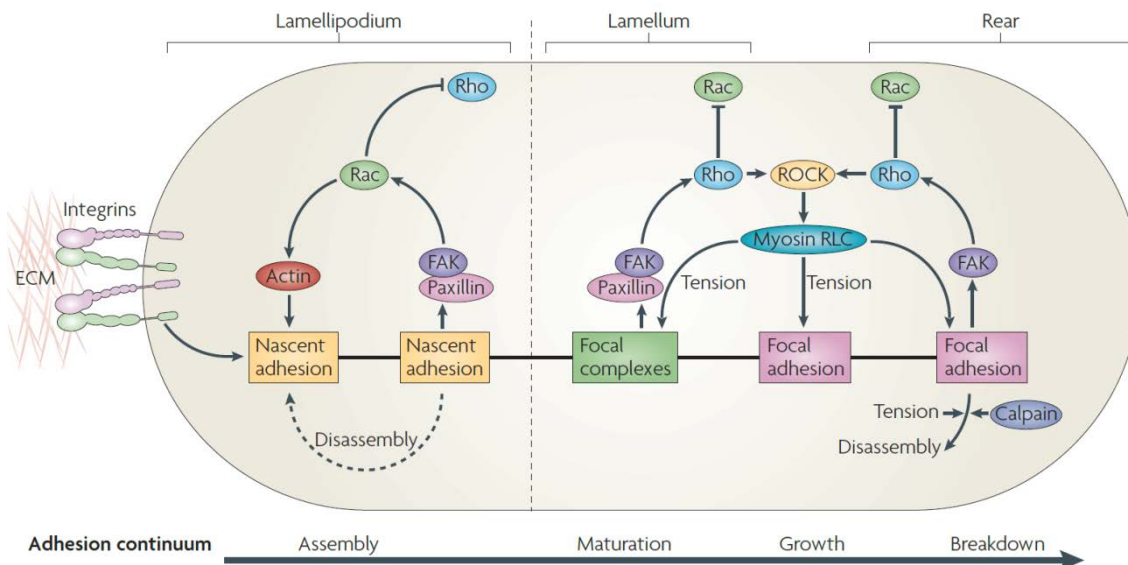 Lamellipodium
Lamellum
Rear
Rho
Rac
Rac
Rac
Rho
ROCK
Rho
Integrins
ECM
Actin
FAK
Paxillin
FAK
Paxillin
Myosin RLC
FAK
Tension
Tension
Nascent
adhesion
Nascent
adhesion
Focal
complexes
Focal
adhesion
Focal
adhesion
Disassembly
Tension
Calpain
Disassembly
Adhesion continuum
Assembly
Maturation
Growth
Breakdown